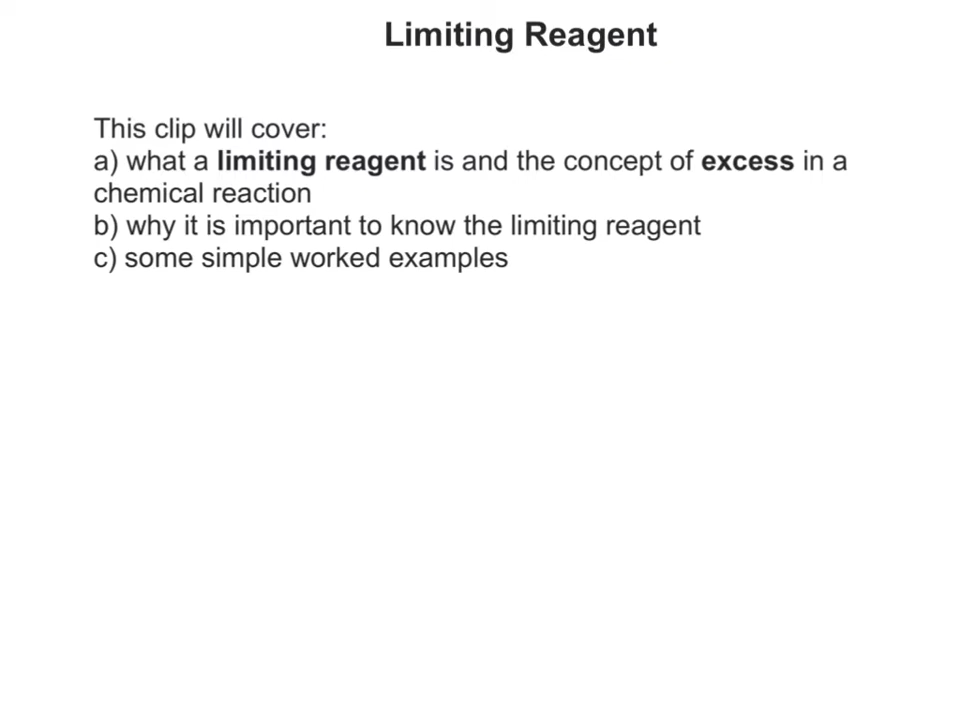 Limiting Reagent
This clip will cover:
a) what a limiting reagent is and the concept of excess in a
chemical reaction
b) why it is important to know the limiting reagent
c) some simple worked examples